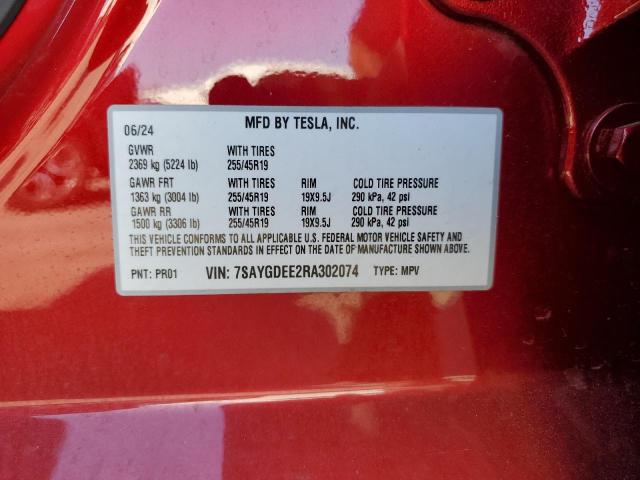 06/24 MFD BY TESLA, INC.
GVWR WITH TIRES
2369 kg (5224 lb) 255/45R19
GAWR FRT WITH TIRES RIM COLD TIRE PRESSURE
1363 kg (3004 lb) 255/45R19 19X9.5J 290 kPa, 42 psi
GAWR RR WITH TIRES RIM COLD TIRE PRESSURE
1500 kg (3306 lb) 255/45R19 19X9.5J 290 kPa, 42 psi
THIS VEHICLE CONFORMS TO ALL APPLICABLE U.S. FEDERAL MOTOR VEHICLE SAFETY AND
THEFT PREVENTION STANDARDS IN EFFECT ON THE DATE OF MANUFACTURE SHOWN ABOVE.
PNT: PR01 VIN: 7SAYGDEE2RA302074 TYPE: MPV